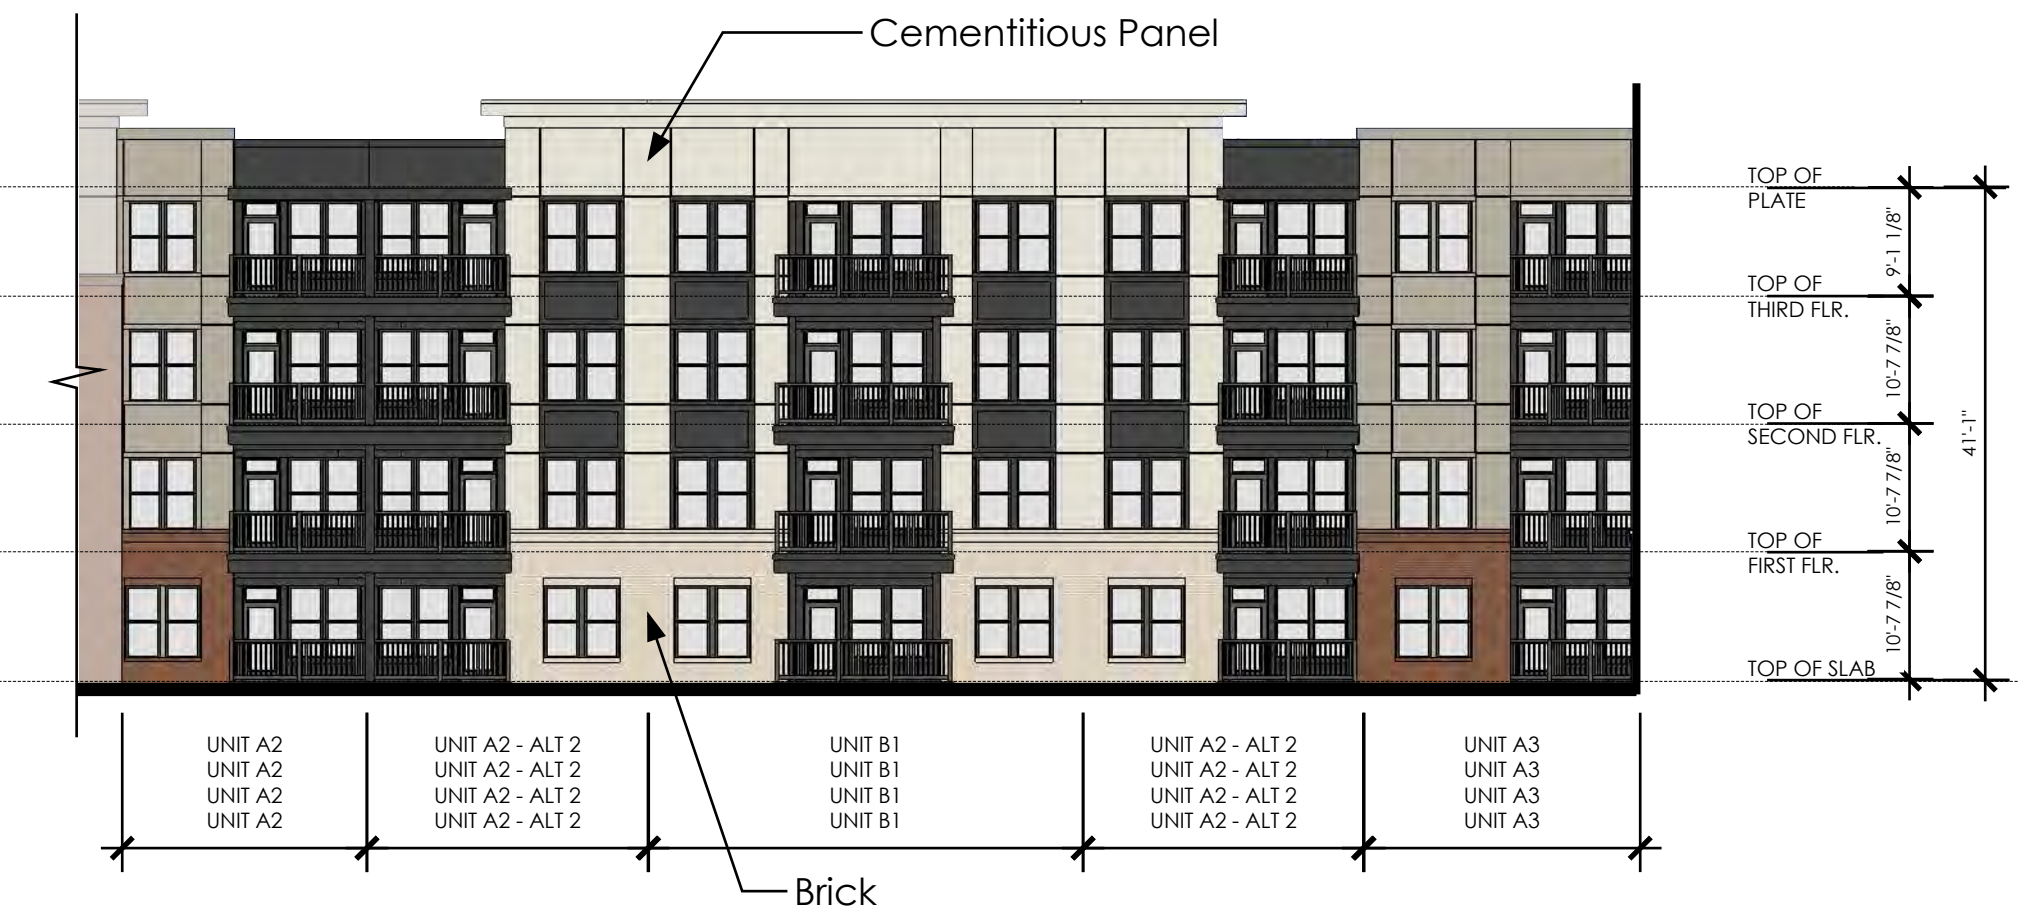 Cementitious Panel
TOP OF
PLATE
9'-1 1/8"
TOP OF
THIRD FLR.
10'-7 7/8"
TOP OF
SECOND FLR.
10'-7 7/8"
41'-1"
TOP OF
FIRST FLR.
10'-7 7/8"
TOP OF SLAB
UNIT A2
UNIT A2
UNIT A2
UNIT A2
UNIT A2 - ALT 2
UNIT A2 - ALT 2
UNIT A2 - ALT 2
UNIT A2 - ALT 2
UNIT B1
UNIT B1
UNIT B1
UNIT B1
UNIT A2 - ALT 2
UNIT A2 - ALT 2
UNIT A2 - ALT 2
UNIT A2 - ALT 2
UNIT A3
UNIT A3
UNIT A3
UNIT A3
Brick